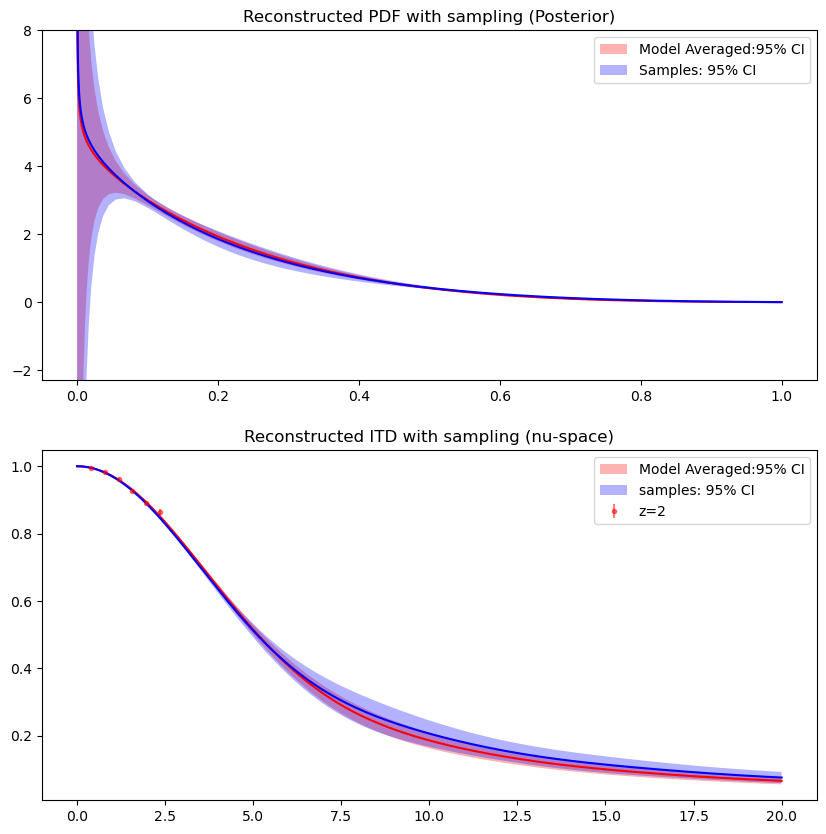 Reconstructed PDF with sampling (Posterior)
8
6
4
2
0
−2
Model Averaged:95% CI
Samples: 95% CI
0.0 0.2 0.4 0.6 0.8 1.0
Reconstructed ITD with sampling (nu-space)
1.0
0.8
0.6
0.4
0.2
Model Averaged:95% CI
samples: 95% CI
z=2
0.0 2.5 5.0 7.5 10.0 12.5 15.0 17.5 20.0